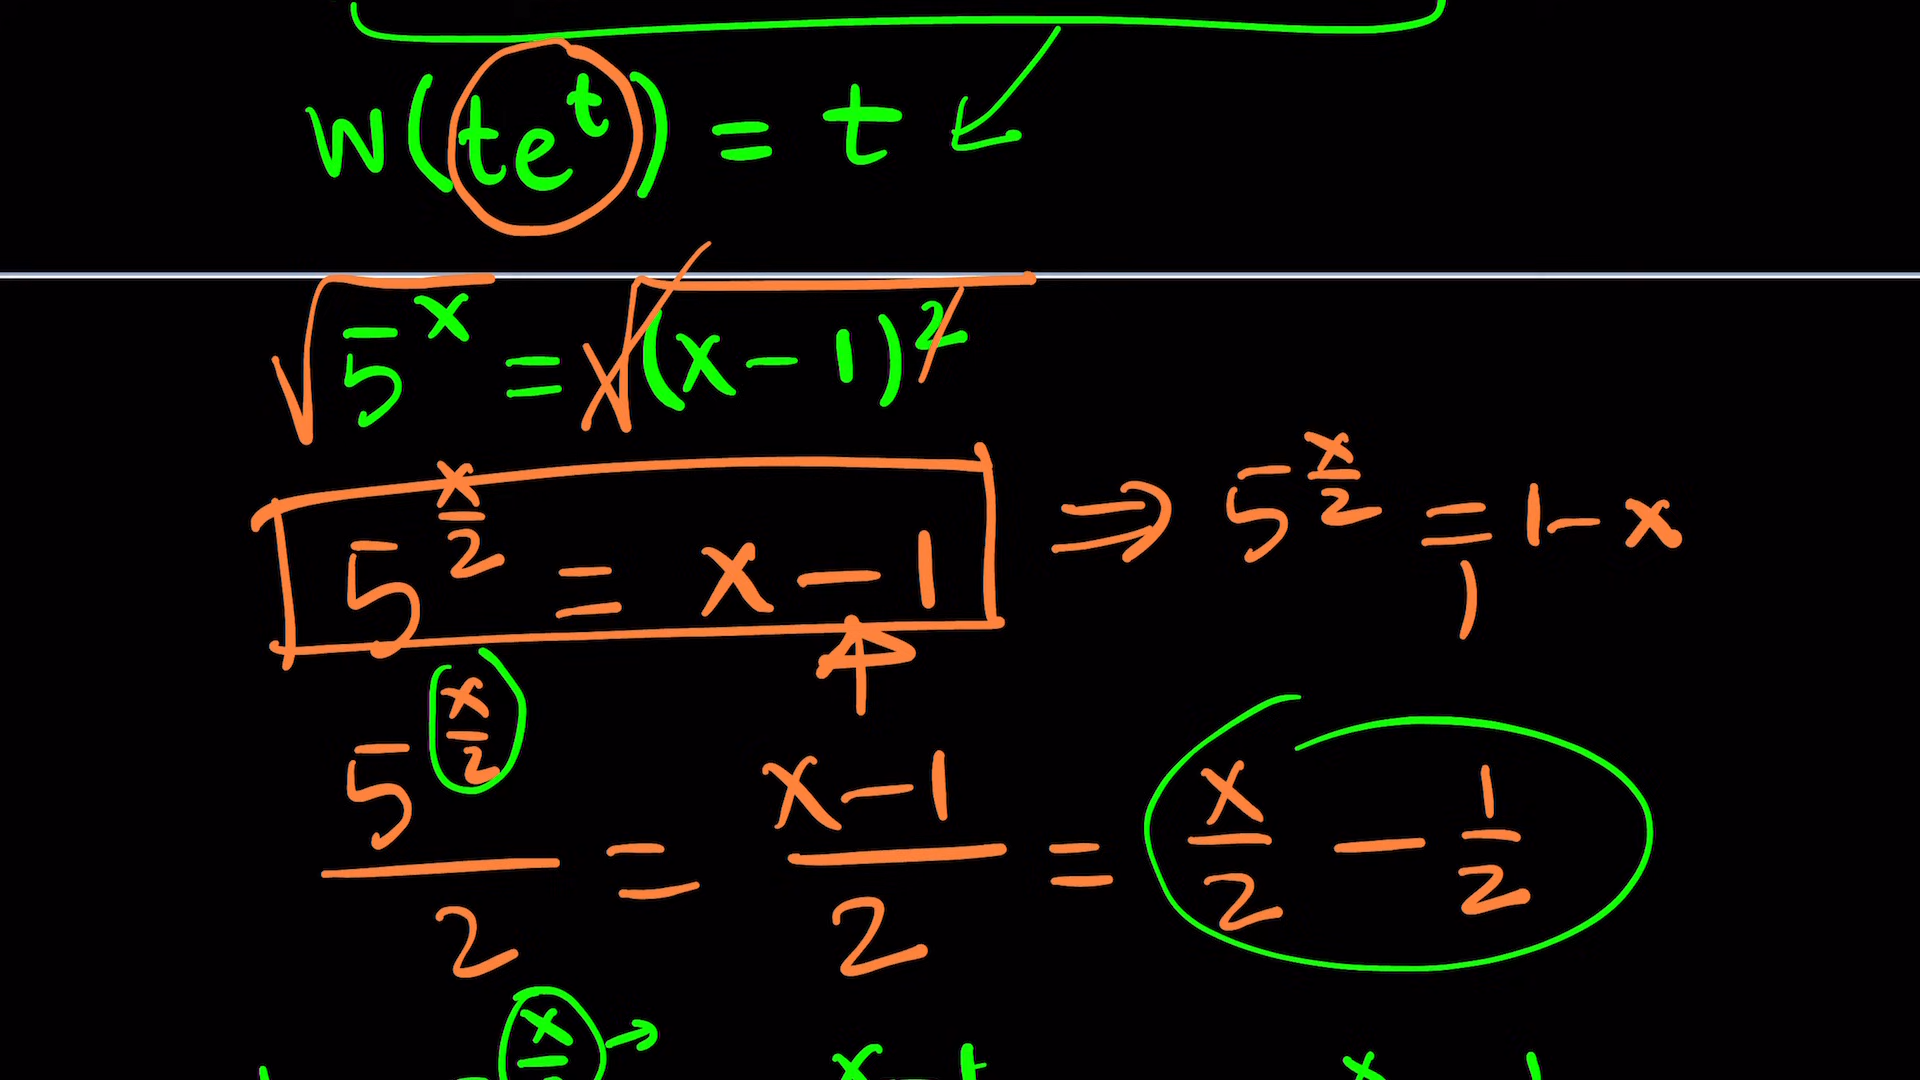 W(te^t) = t
√5^x = √(x-1)^2
5^(x/2) = x-1 ⇒ 5^(x/2) = 1-x
5^(x/2)/2 = (x-1)/2 = x/2 - 1/2